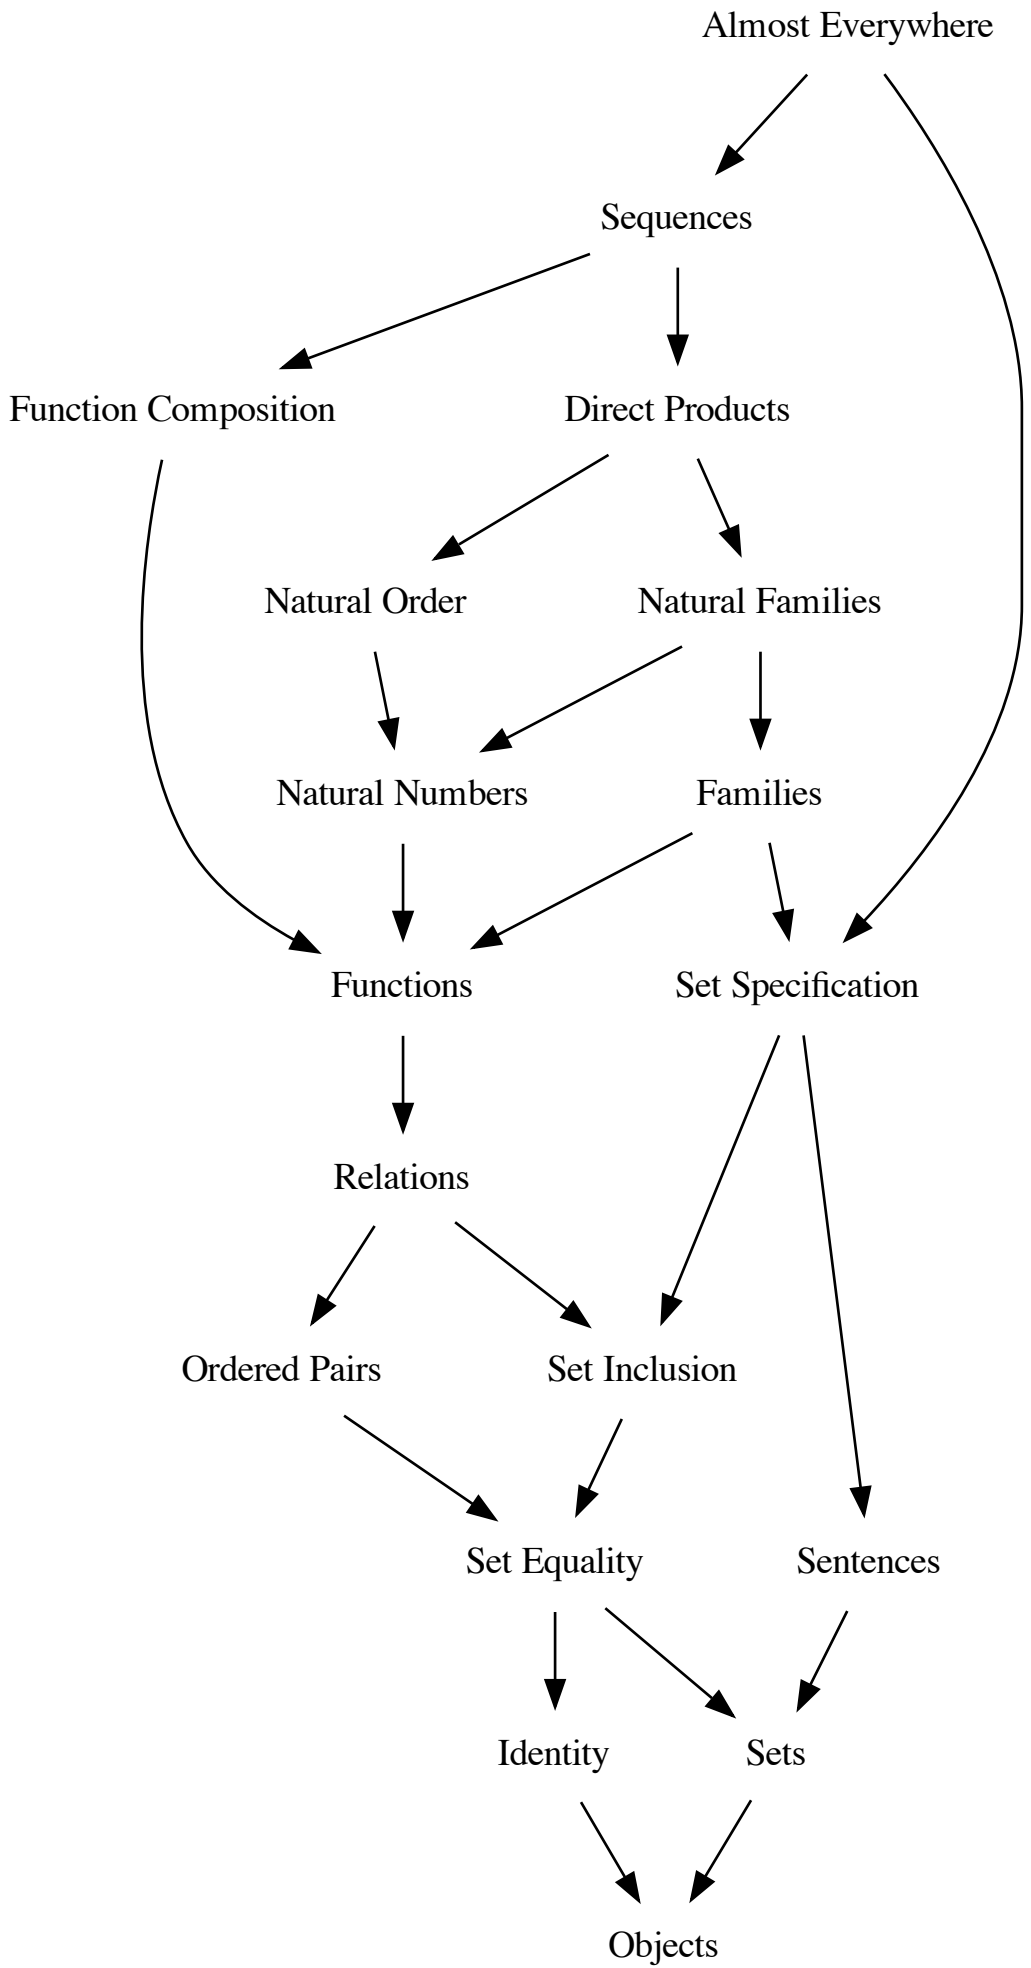 Almost Everywhere
Sequences
Function Composition
Direct Products
Natural Order
Natural Families
Natural Numbers
Families
Functions
Set Specification
Relations
Ordered Pairs
Set Inclusion
Set Equality
Sentences
Identity
Sets
Objects